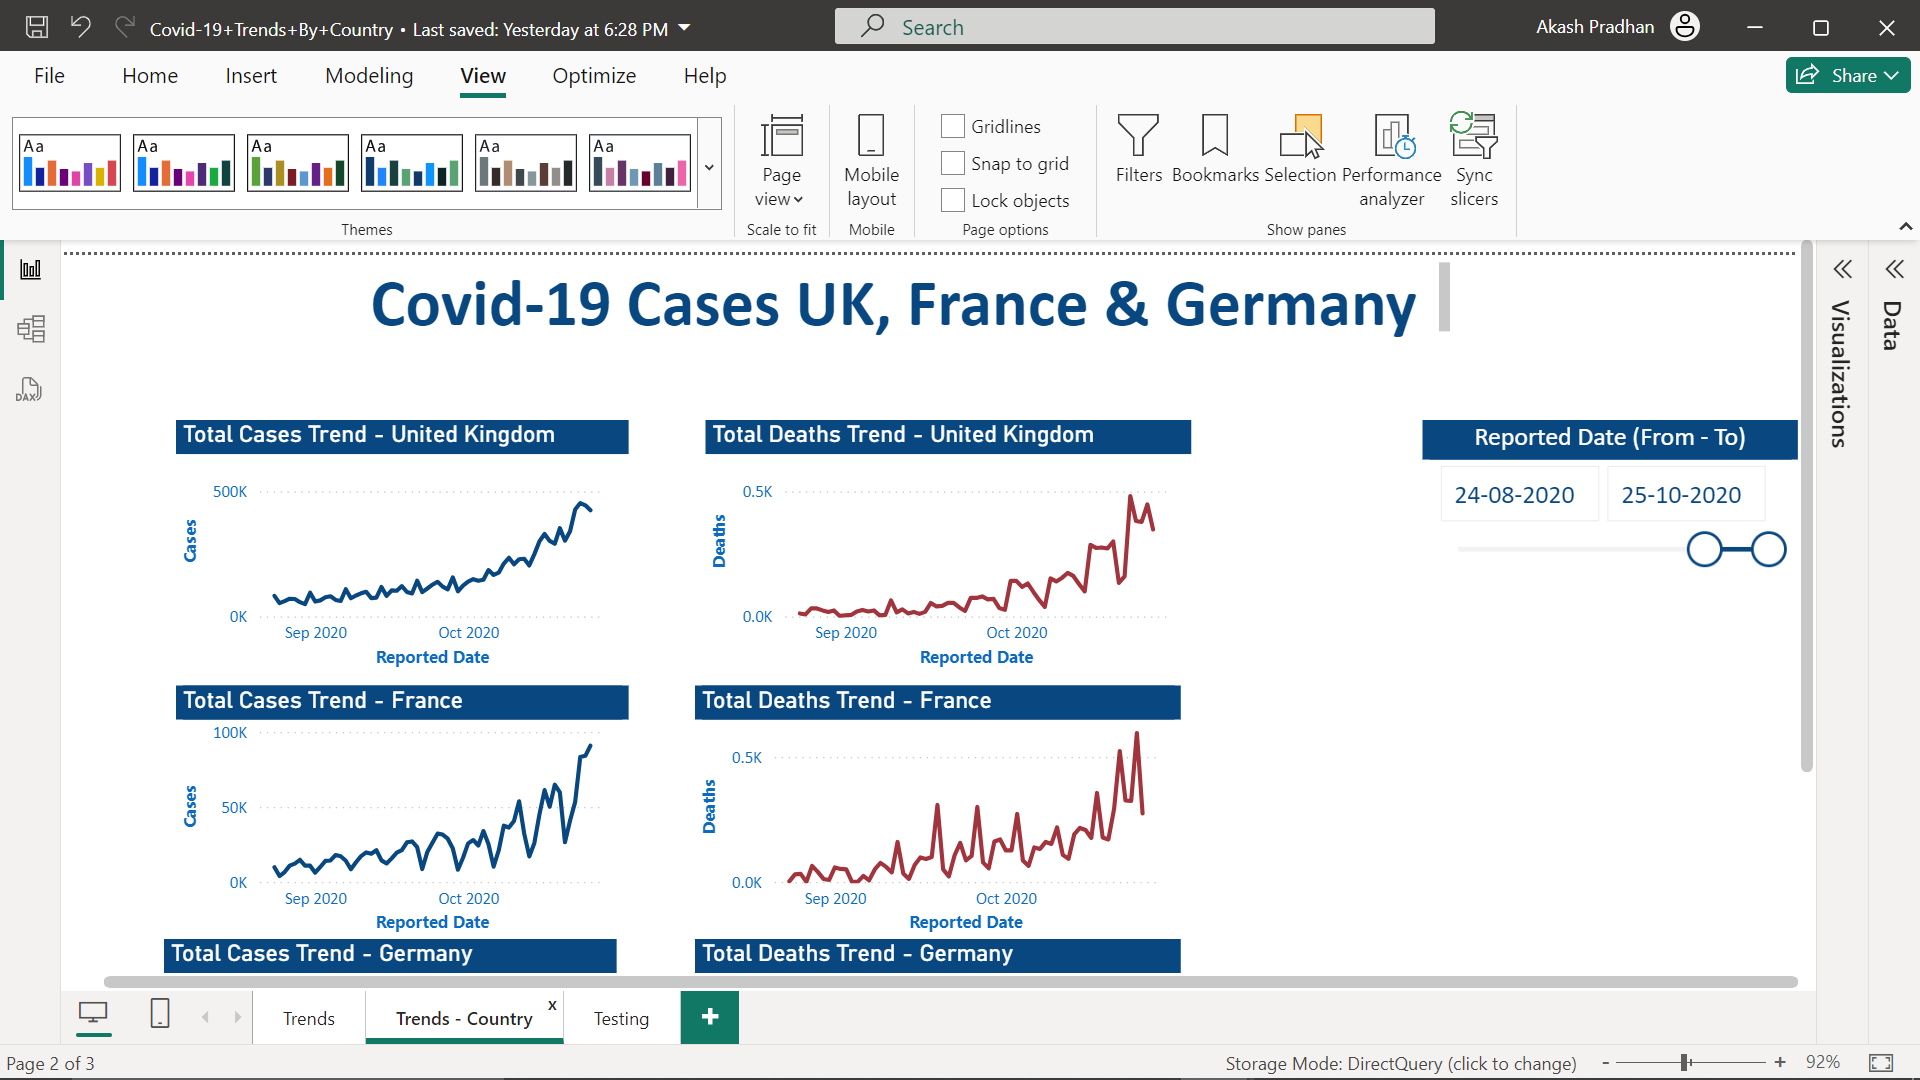 Covid-19+Trends+By+Country • Last saved: Yesterday at 6:28 PM
Search
Akash Pradhan
File
Home
Insert
Modeling
View
Optimize
Help
Share
Aa
Aa
Aa
Aa
Aa
Aa
Themes
Page
view
Scale to fit
Mobile
layout
Mobile
Gridlines
Snap to grid
Lock objects
Page options
Filters
Bookmarks
Selection
Performance
analyzer
Sync
slicers
Show panes
DAX
Covid-19 Cases UK, France & Germany
Visualizations
Data
Total Cases Trend - United Kingdom
500K
0K
Cases
Sep 2020
Oct 2020
Reported Date
Total Deaths Trend - United Kingdom
0.5K
0.0K
Deaths
Sep 2020
Oct 2020
Reported Date
Reported Date (From - To)
24-08-2020
25-10-2020
Total Cases Trend - France
100K
50K
0K
Cases
Sep 2020
Oct 2020
Reported Date
Total Deaths Trend - France
0.5K
0.0K
Deaths
Sep 2020
Oct 2020
Reported Date
Total Cases Trend - Germany
Total Deaths Trend - Germany
Trends
Trends - Country
x
Testing
+
Page 2 of 3
Storage Mode: DirectQuery (click to change)
-
+
92%